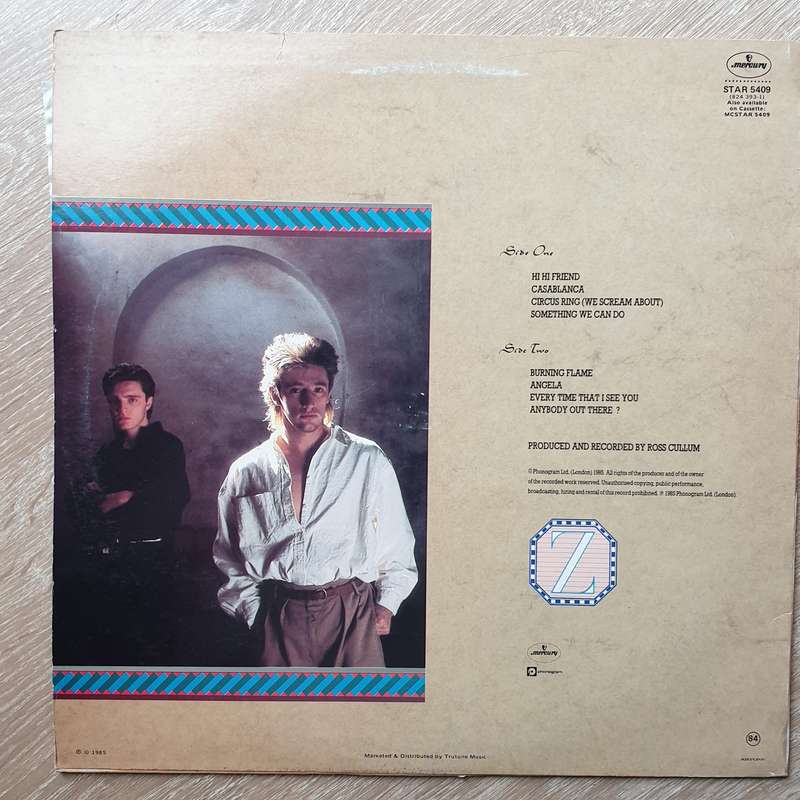 mercury
STAR 5409
(824 393-1)
Also available
on Cassette:
MCSTAR 5409
Side One
HI HI FRIEND
CASABLANCA
CIRCUS RING (WE SCREAM ABOUT)
SOMETHING WE CAN DO
Side Two
BURNING FLAME
ANGELA
EVERY TIME THAT I SEE YOU
ANYBODY OUT THERE ?
PRODUCED AND RECORDED BY ROSS CULLUM
© Phonogram Ltd. (London) 1985. All rights of the producer and of the owner
of the recorded work reserved. Unauthorised copying, public performance,
broadcasting, hiring and rental of this record prohibited. ℗ 1985 Phonogram Ltd. (London).
Z
mercury
phonogram
84
℗ © 1985
Marketed & Distributed by Trutone Music